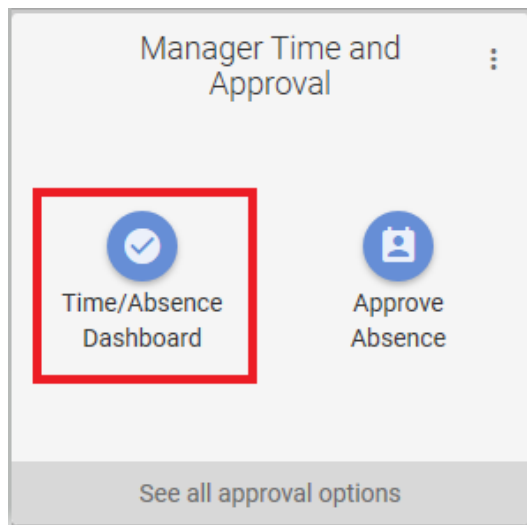 Manager Time and
Approval
Time/Absence
Dashboard
Approve
Absence
See all approval options